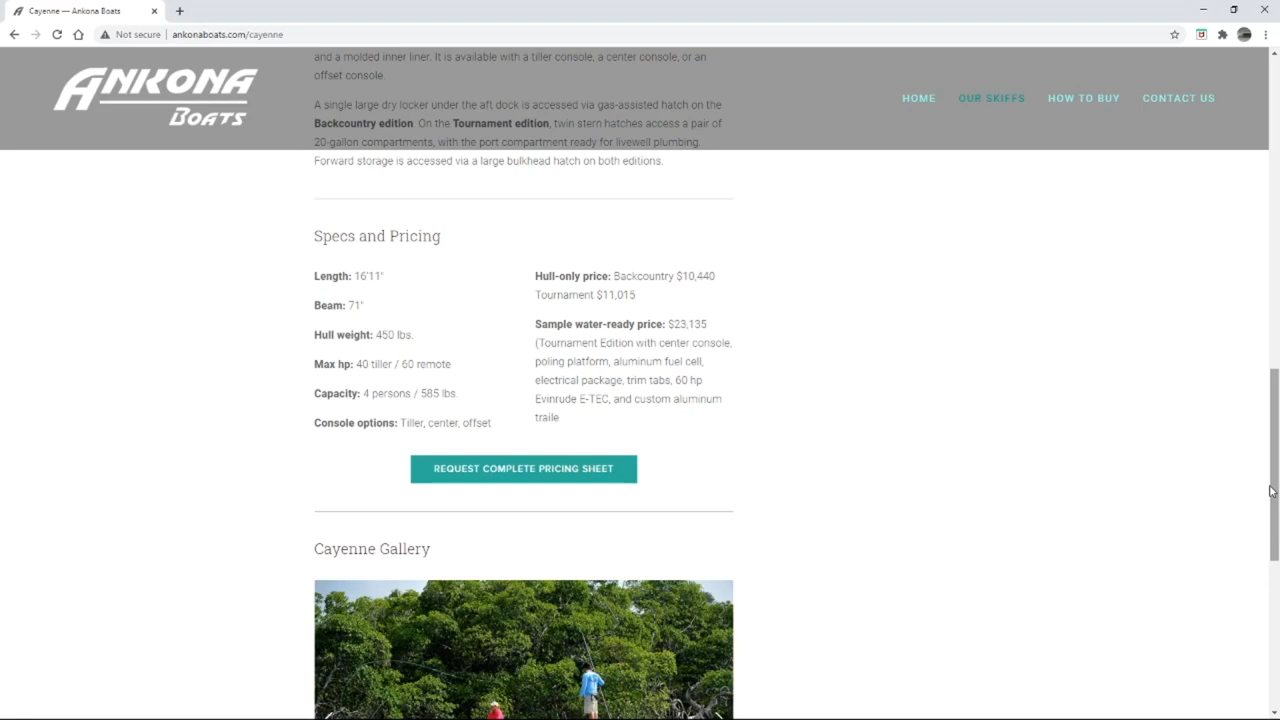 Cayenne — Ankona Boats
Not secure | ankonaboats.com/cayenne
ANKONA
BOATS
HOME
OUR SKIFFS
HOW TO BUY
CONTACT US
and a molded inner liner. It is available with a tiller console, a center console, or an
offset console.
A single large dry locker under the aft dock is accessed via gas-assisted hatch on the
Backcountry edition. On the Tournament edition, twin stern hatches access a pair of
20-gallon compartments, with the port compartment ready for livewell plumbing.
Forward storage is accessed via a large bulkhead hatch on both editions.
Specs and Pricing
Length: 16'11"
Beam: 71"
Hull weight: 450 lbs.
Max hp: 40 tiller / 60 remote
Capacity: 4 persons / 585 lbs.
Console options: Tiller, center, offset
Hull-only price: Backcountry $10,440
Tournament $11,015
Sample water-ready price: $23,135
(Tournament Edition with center console,
poling platform, aluminum fuel cell,
electrical package, trim tabs, 60 hp
Evinrude E-TEC, and custom aluminum
traile
REQUEST COMPLETE PRICING SHEET
Cayenne Gallery